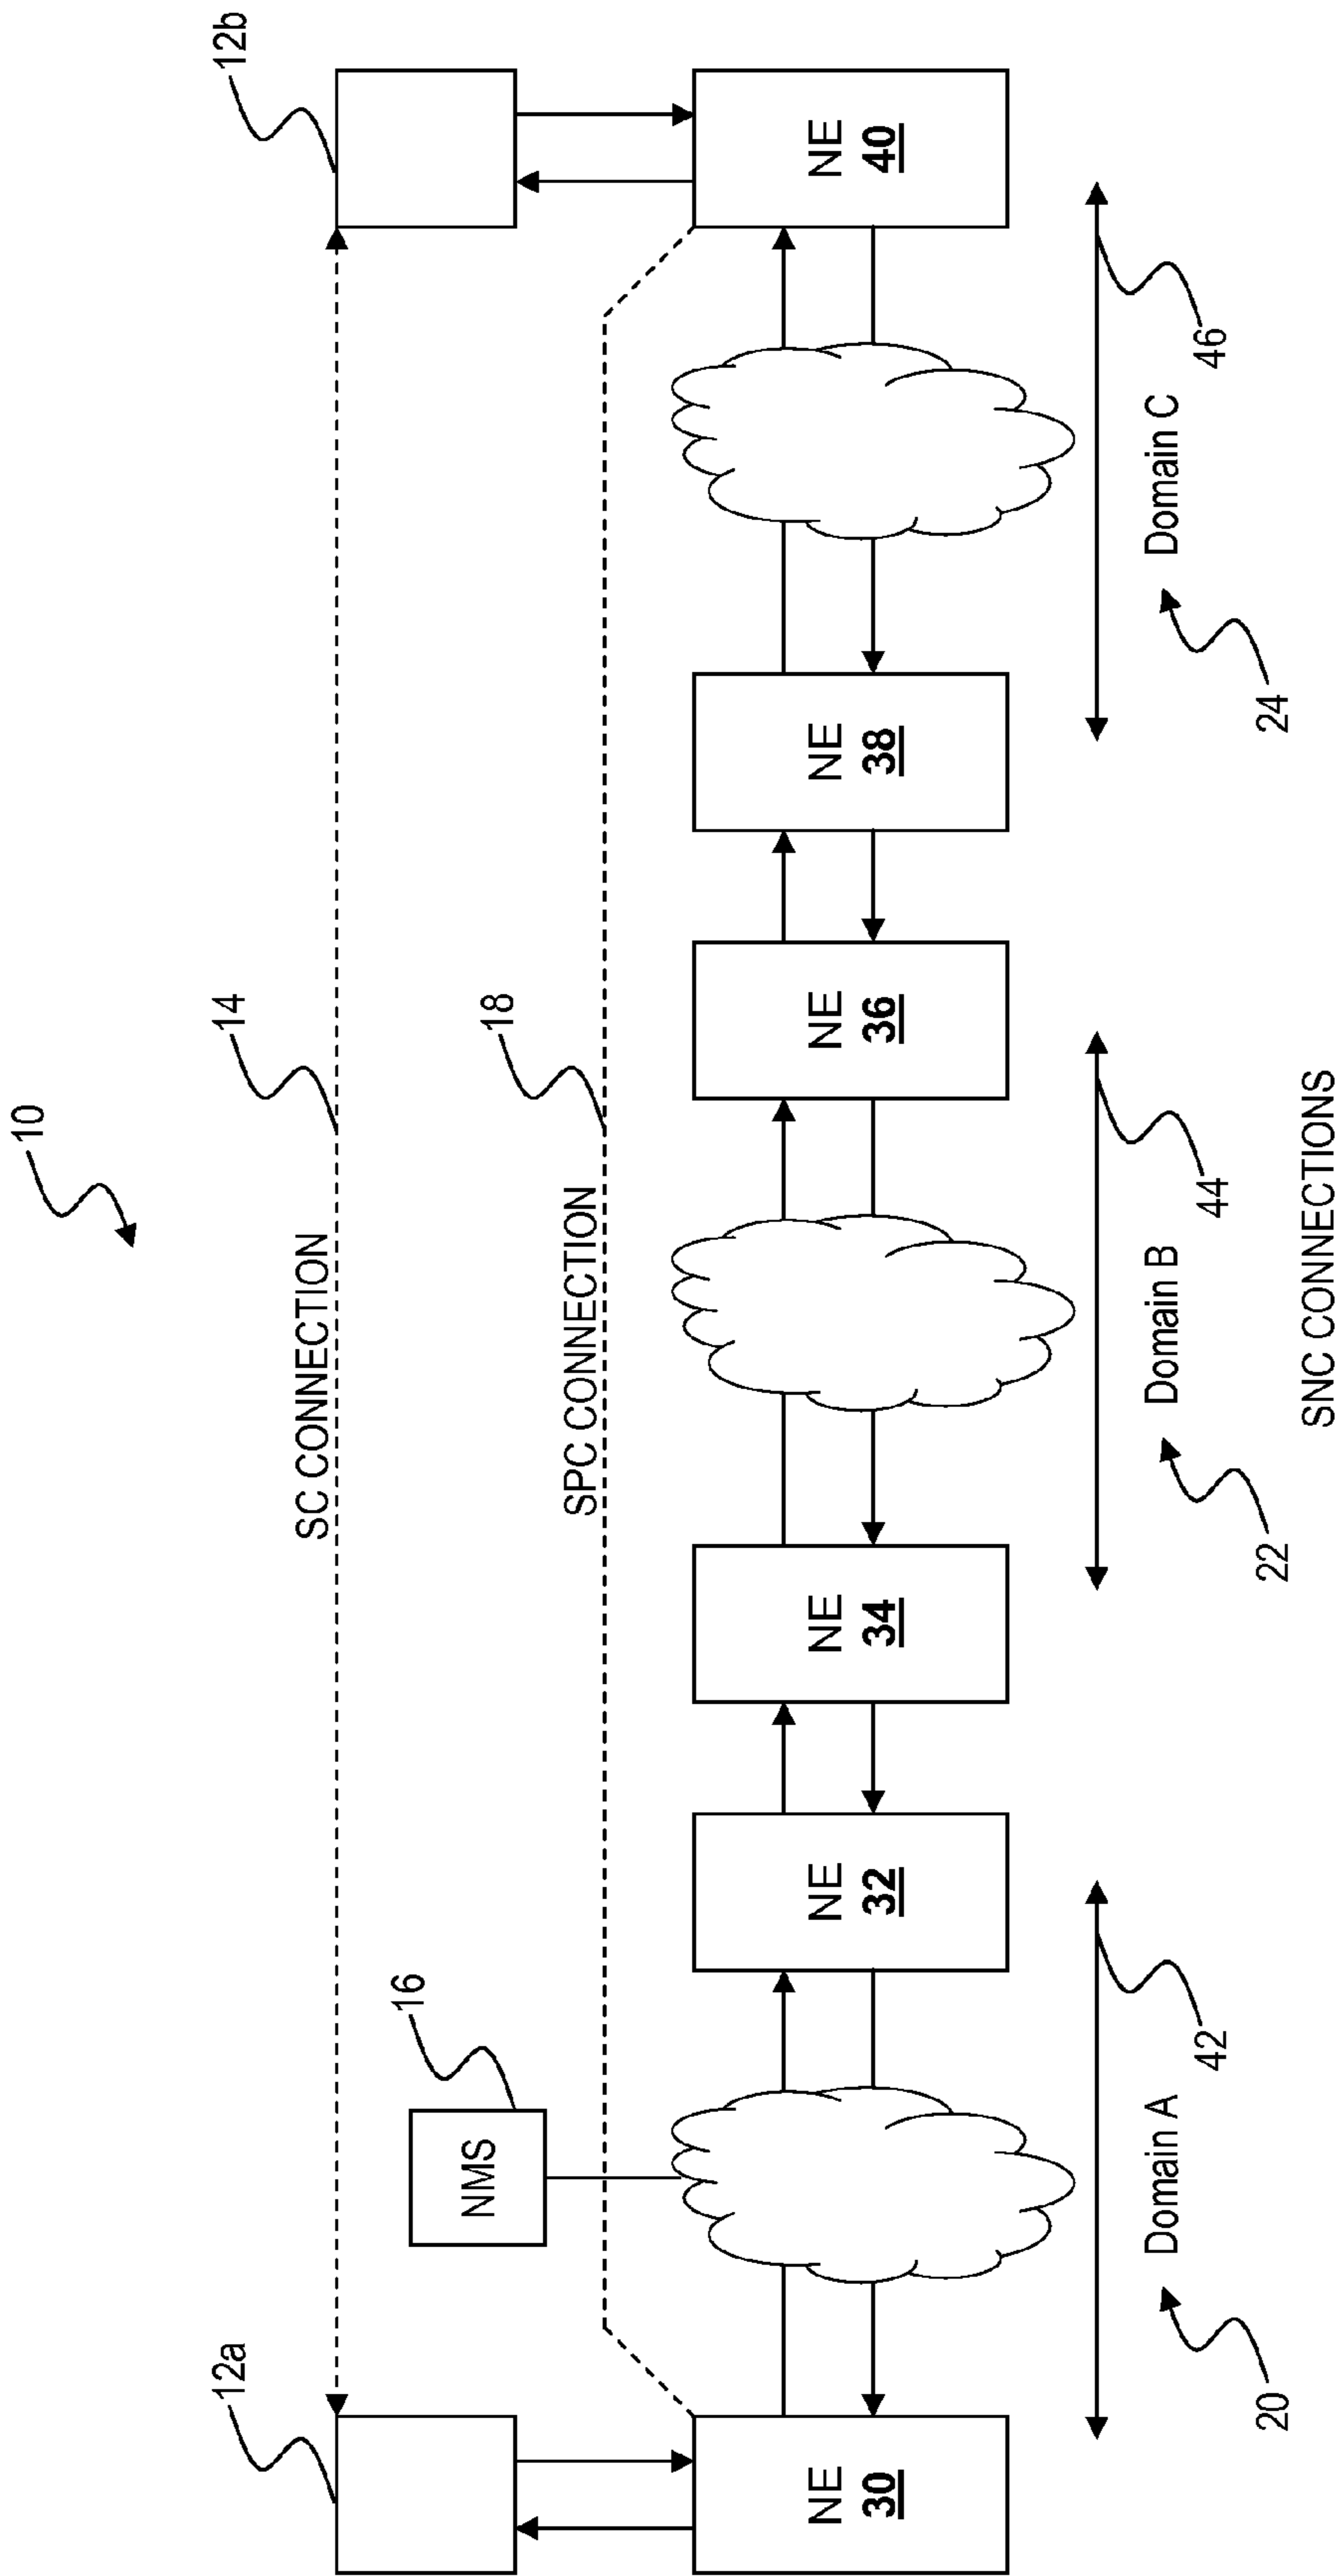 10
12a
12b
14
SC CONNECTION
16
NMS
18
SPC CONNECTION
NE
30
NE
32
NE
34
NE
36
NE
38
NE
40
42
44
46
Domain A
Domain B
Domain C
20
22
24
SNC CONNECTIONS